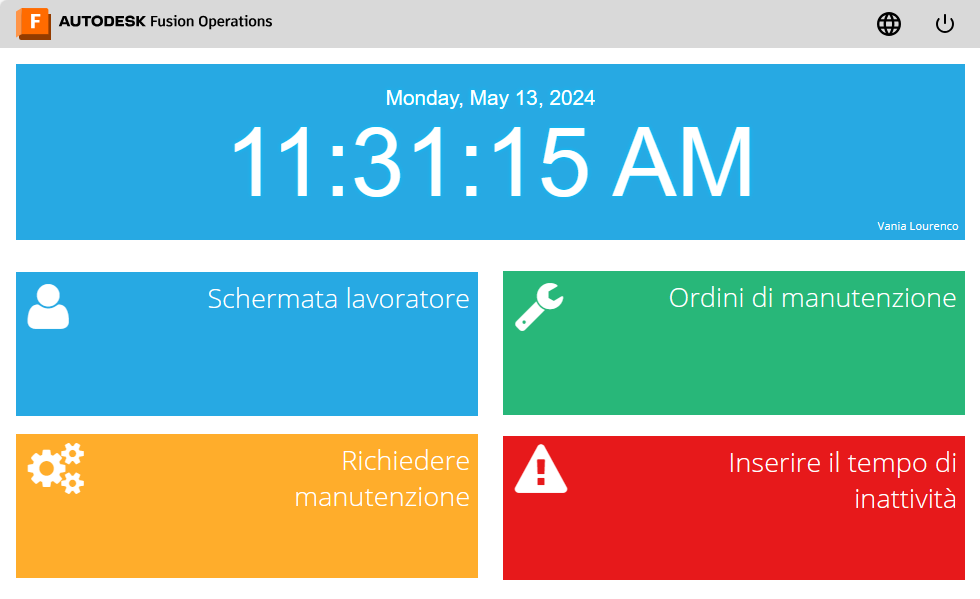 F AUTODESK Fusion Operations
Monday, May 13, 2024
11:31:15 AM
Vania Lourenco
Schermata lavoratore
Ordini di manutenzione
Richiedere
manutenzione
Inserire il tempo di
inattività